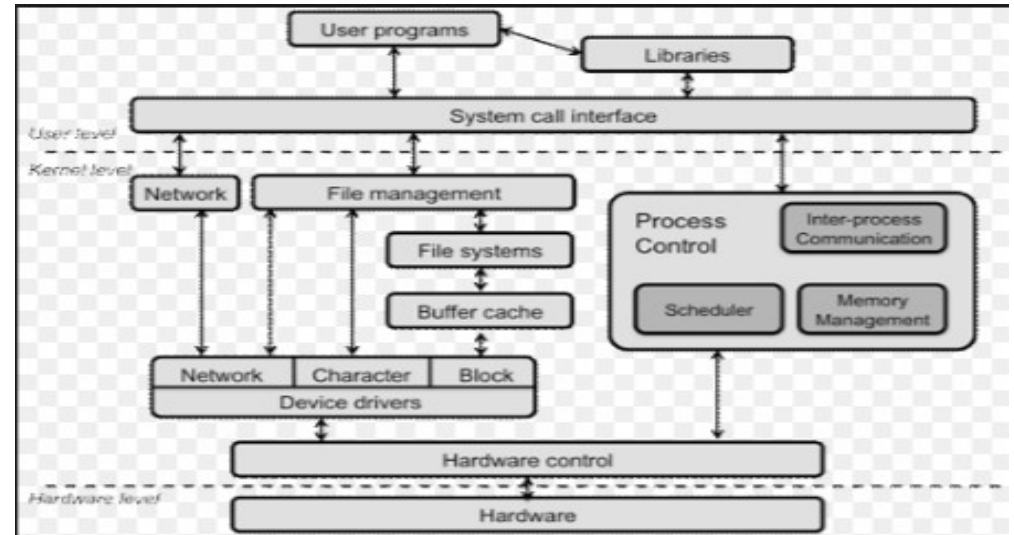 User programs
Libraries
System call interface
User level
Kernel level
Network
File management
Process
Control
Inter-process
Communication
File systems
Scheduler
Memory
Management
Buffer cache
Network
Character
Block
Device drivers
Hardware control
Hardware level
Hardware